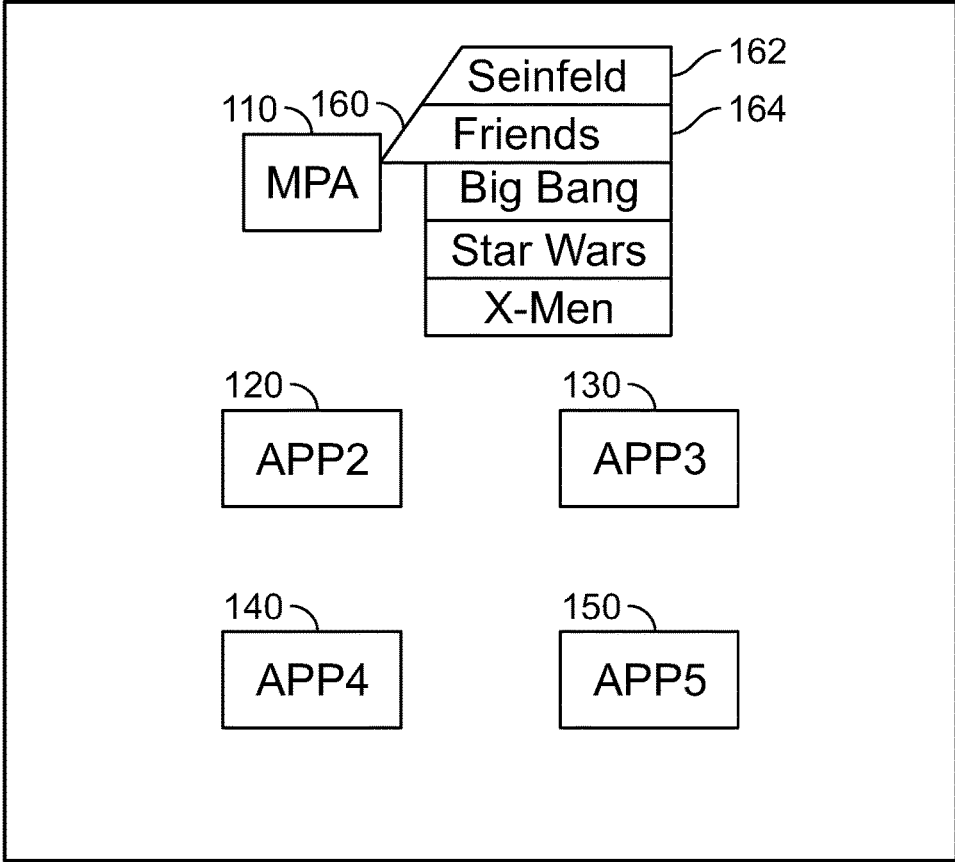 162
Seinfeld
160
110
164
Friends
MPA
Big Bang
Star Wars
X-Men
120
130
APP2
APP3
140
150
APP4
APP5